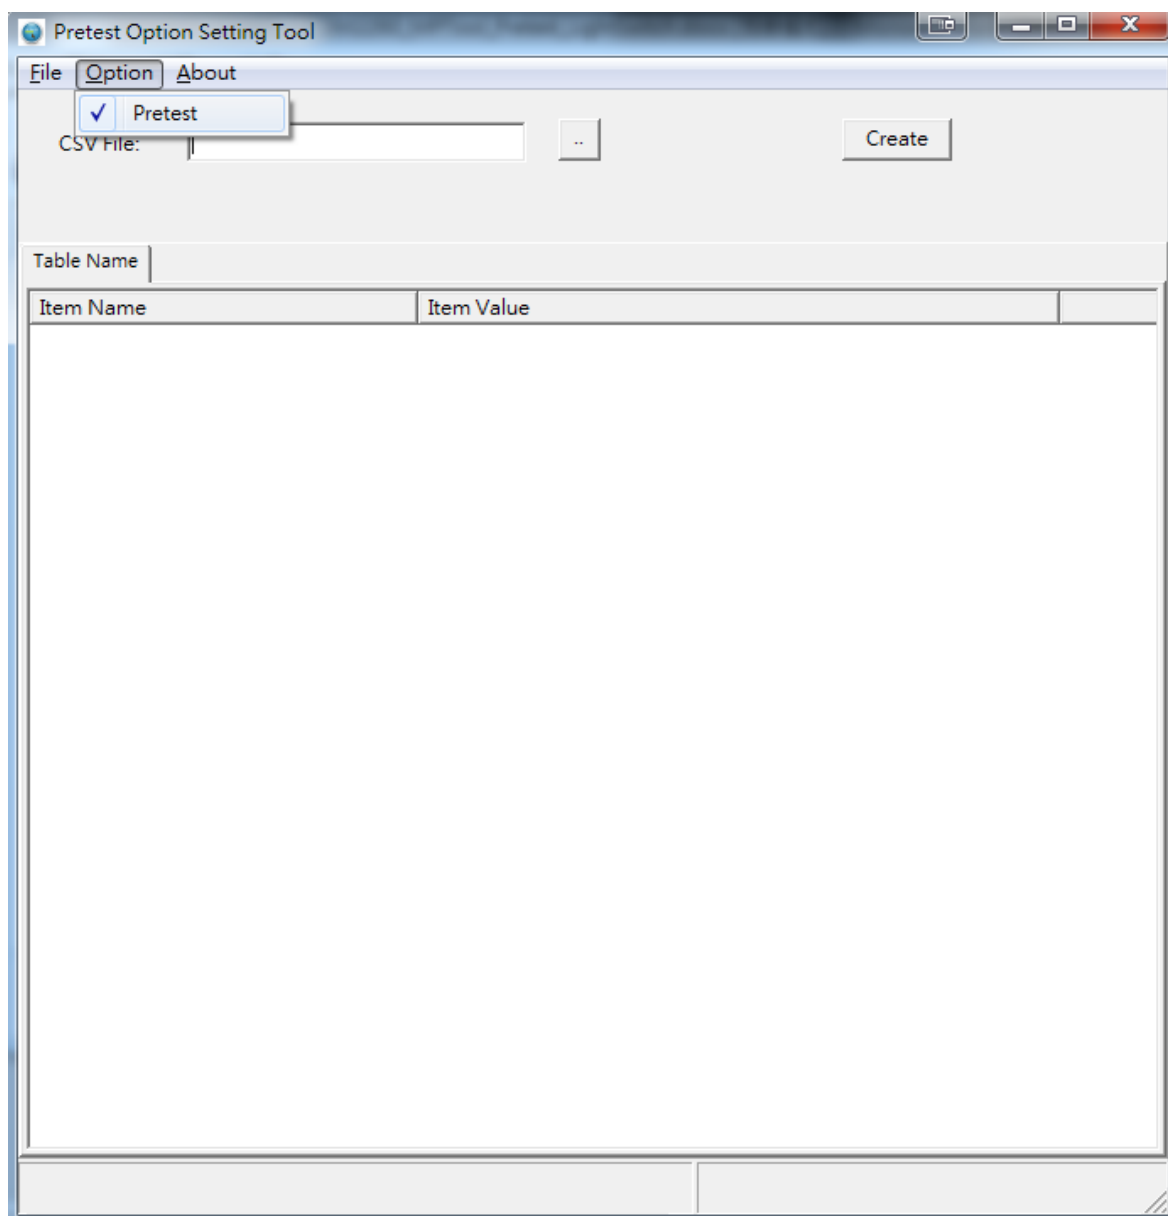 Pretest Option Setting Tool
File Option About
Pretest
CSV File: .. Create
Table Name
Item Name Item Value